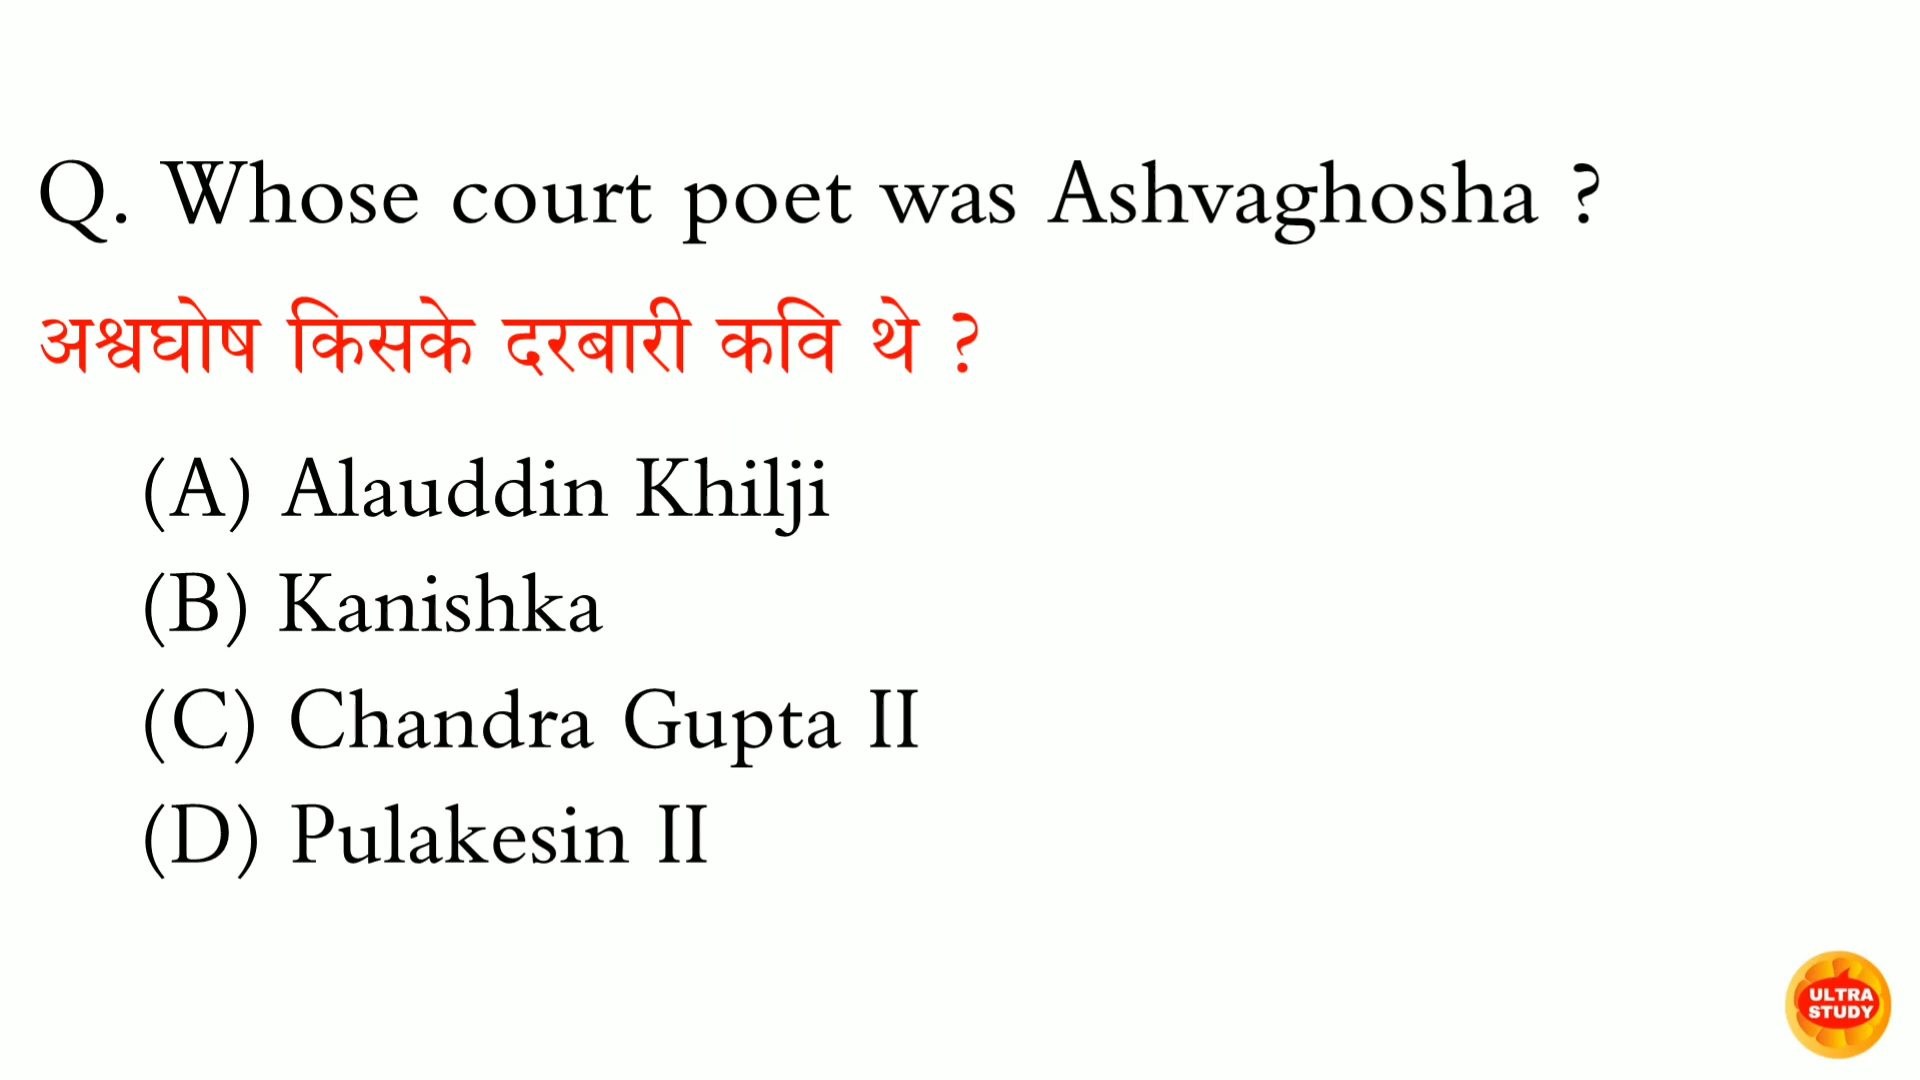 Q. Whose court poet was Ashvaghosha ?
अश्वघोष किसके दरबारी कवि थे ?
(A) Alauddin Khilji
(B) Kanishka
(C) Chandra Gupta II
(D) Pulakesin II
ULTRA
STUDY